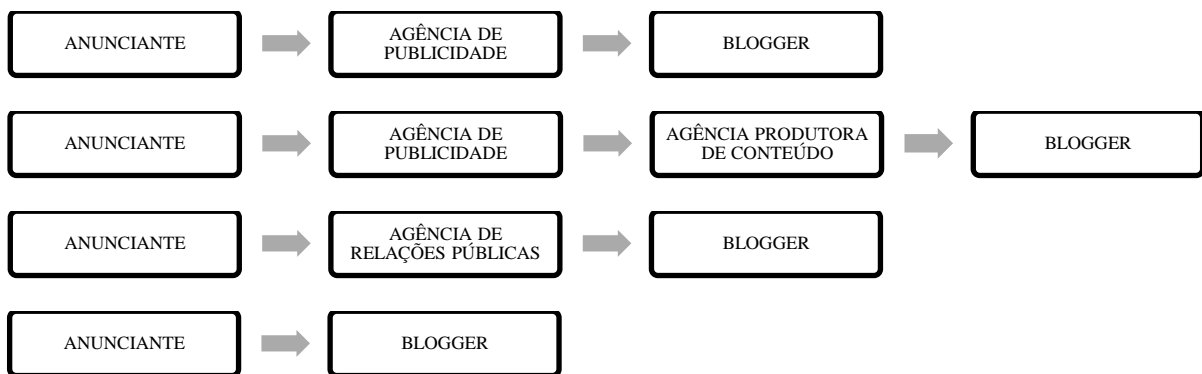 ANUNCIANTE
AGÊNCIA DE
PUBLICIDADE
BLOGGER
ANUNCIANTE
AGÊNCIA DE
PUBLICIDADE
AGÊNCIA PRODUTORA
DE CONTEÚDO
BLOGGER
ANUNCIANTE
AGÊNCIA DE
RELAÇÕES PÚBLICAS
BLOGGER
ANUNCIANTE
BLOGGER